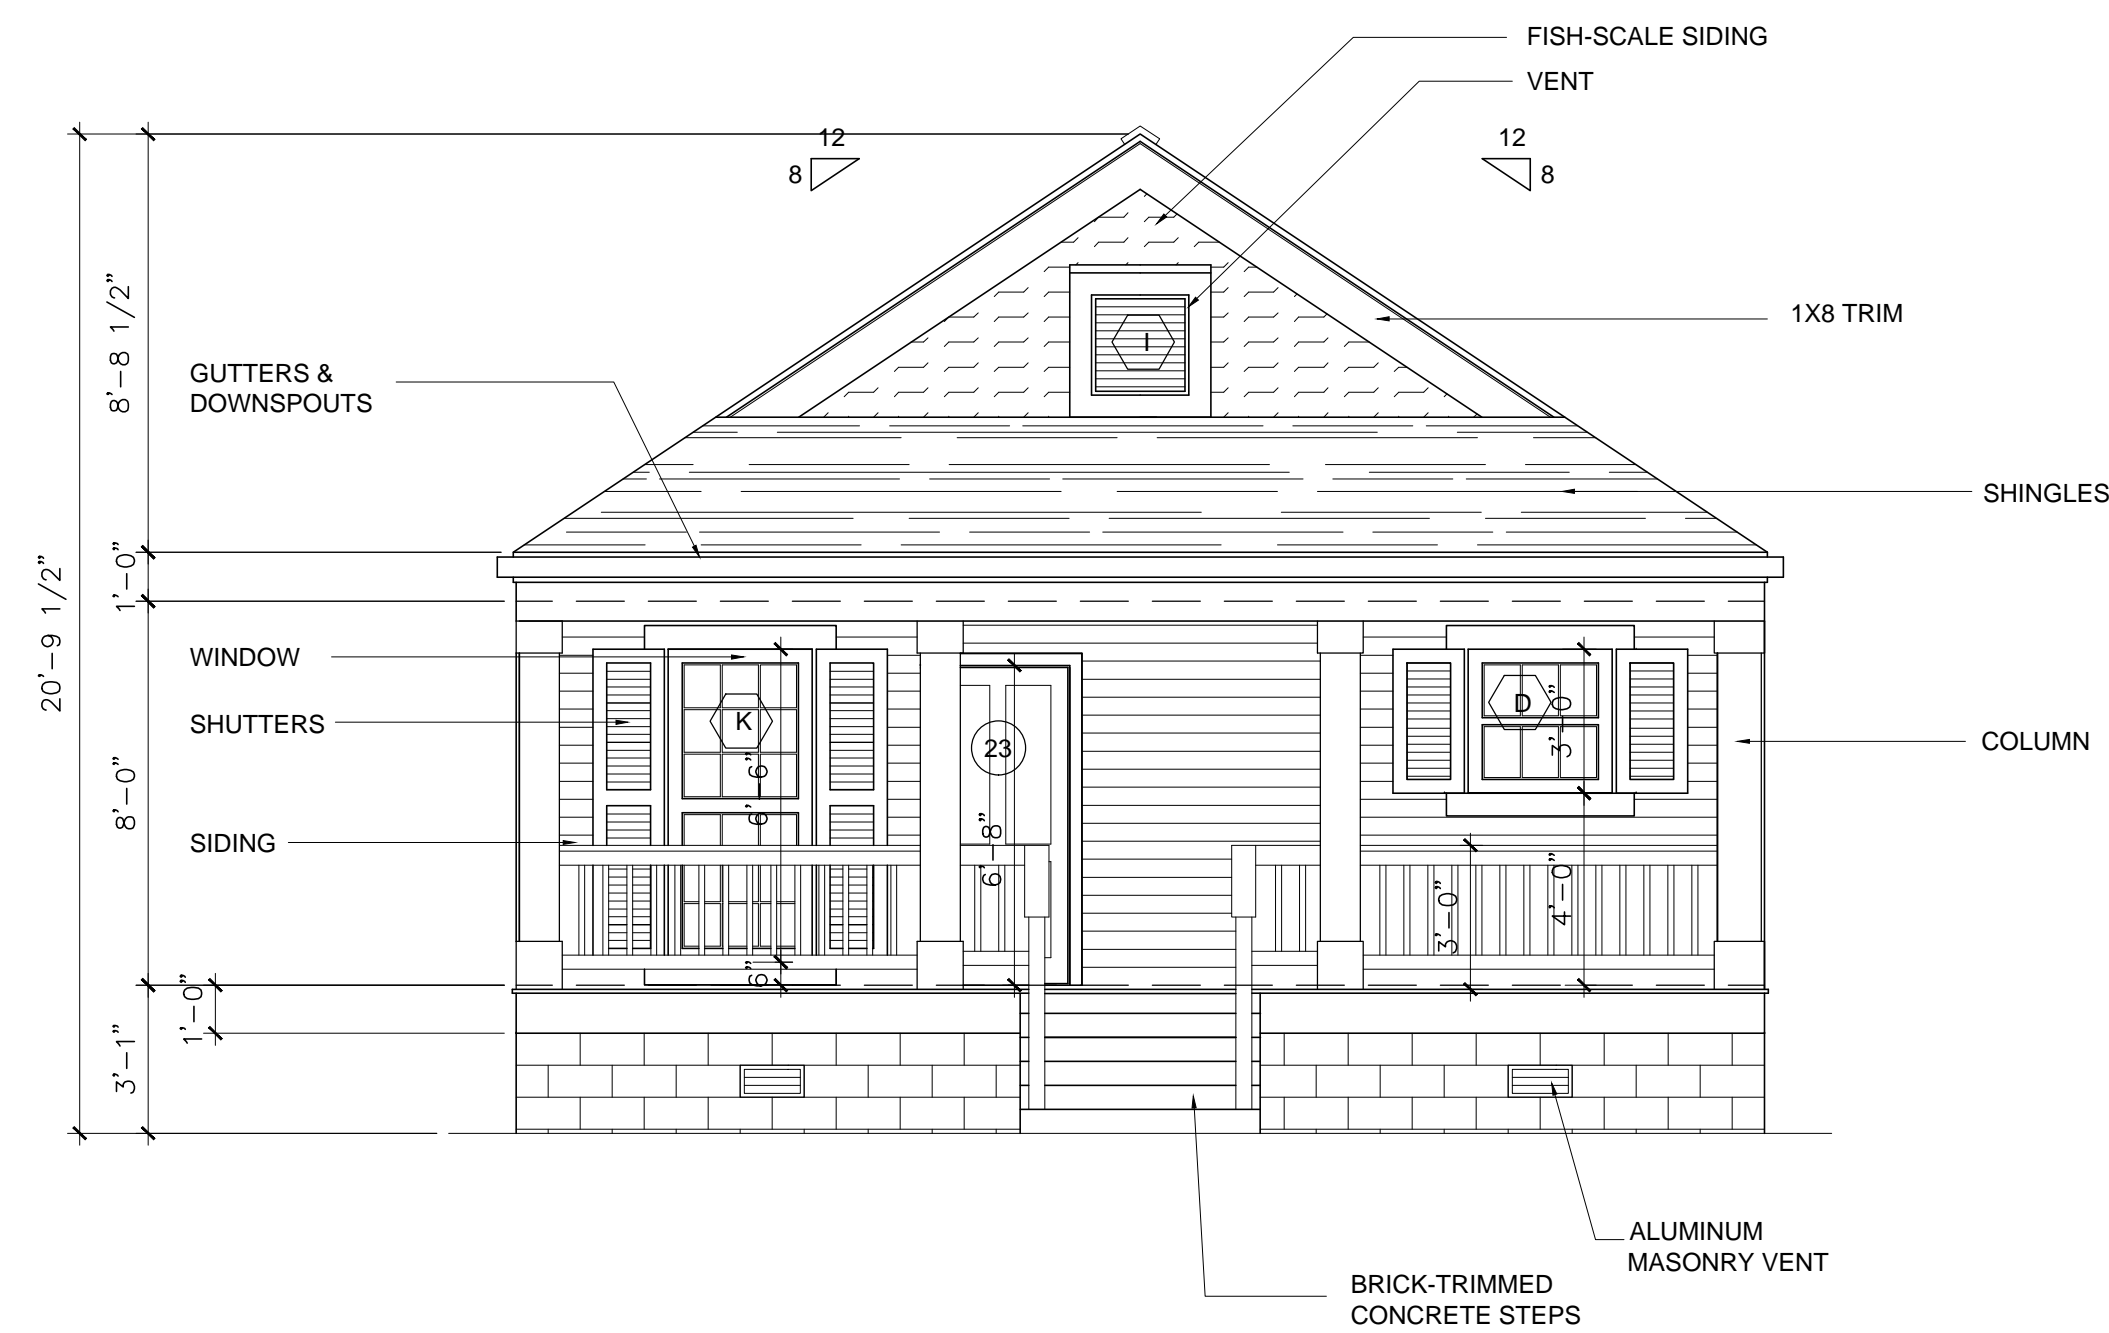 FISH-SCALE SIDING
VENT
12
8
12
8
1X8 TRIM
I
8'-8 1/2"
GUTTERS &
DOWNSPOUTS
SHINGLES
1'-0"
20'-9 1/2"
WINDOW
SHUTTERS
K
D
3'-0"
23
COLUMN
6'-6"
8'-0"
SIDING
6'-8"
3'-0"
4'-0"
6"
1'-0"
3'-1"
ALUMINUM
MASONRY VENT
BRICK-TRIMMED
CONCRETE STEPS